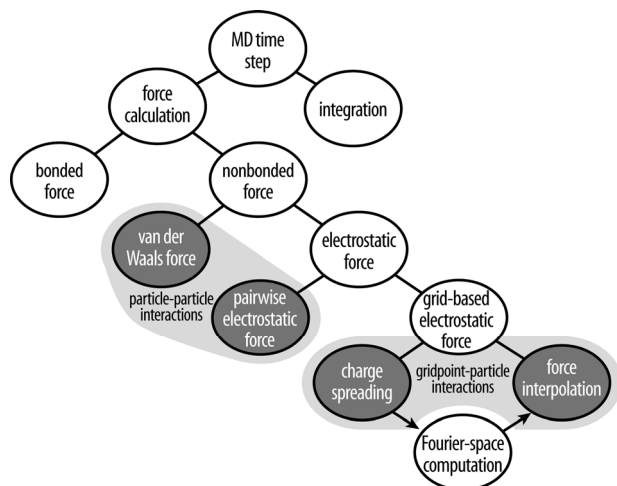 MD time
step
force
calculation
integration
bonded
force
nonbonded
force
van der
Waals force
electrostatic
force
particle-particle
interactions
pairwise
electrostatic
force
grid-based
electrostatic
force
charge
spreading
gridpoint-particle
interactions
force
interpolation
Fourier-space
computation